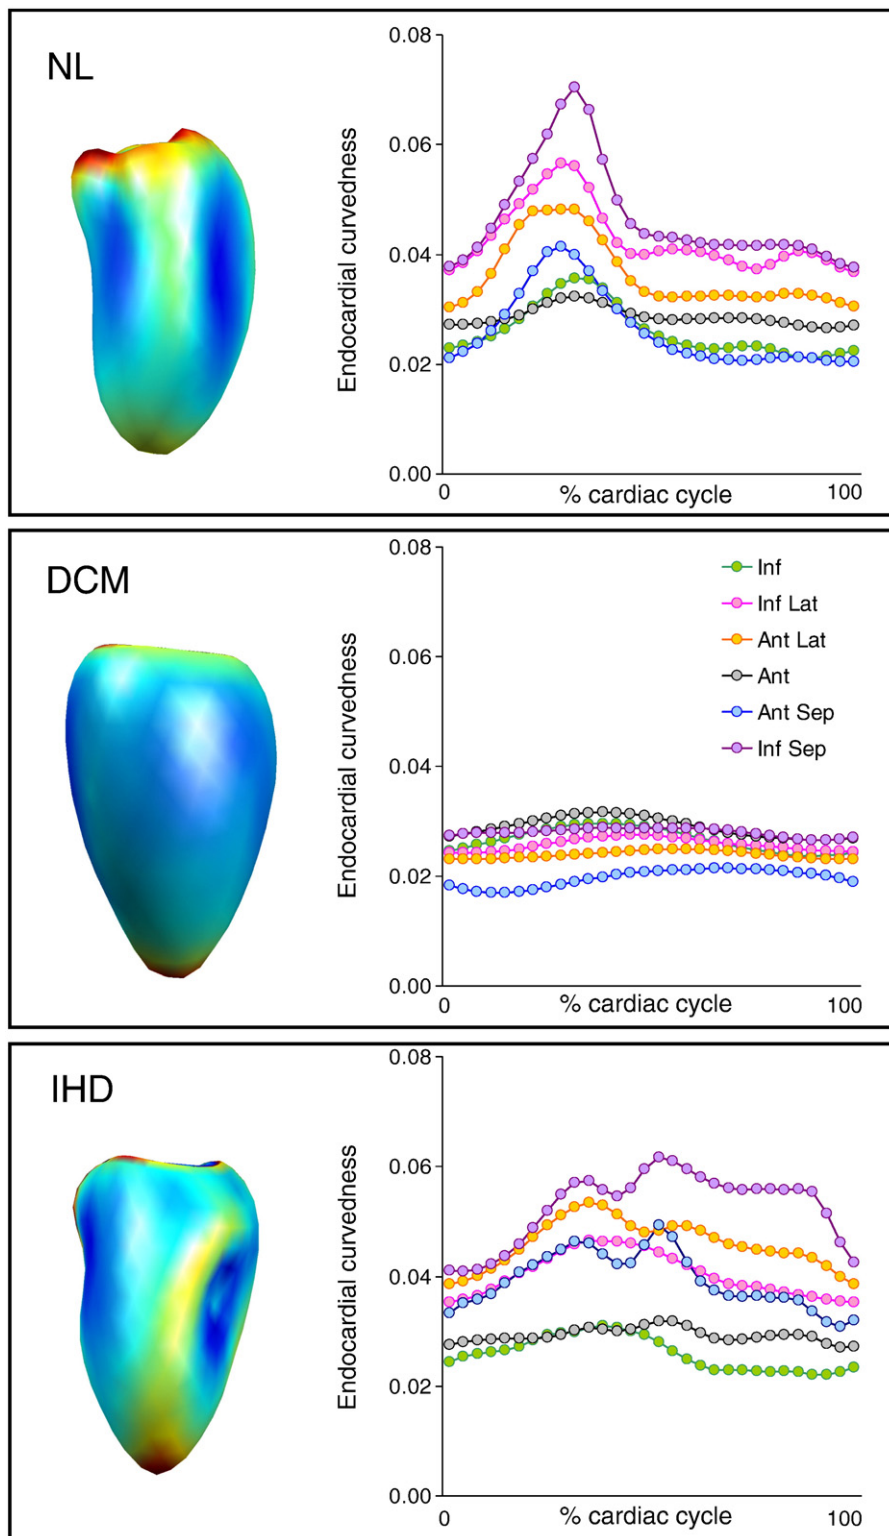 NL
0.08
0.06
0.04
0.02
0.00
Endocardial curvedness
0
% cardiac cycle
100
DCM
0.08
0.06
0.04
0.02
0.00
Endocardial curvedness
Inf
Inf Lat
Ant Lat
Ant
Ant Sep
Inf Sep
0
% cardiac cycle
100
IHD
0.08
0.06
0.04
0.02
0.00
Endocardial curvedness
0
% cardiac cycle
100